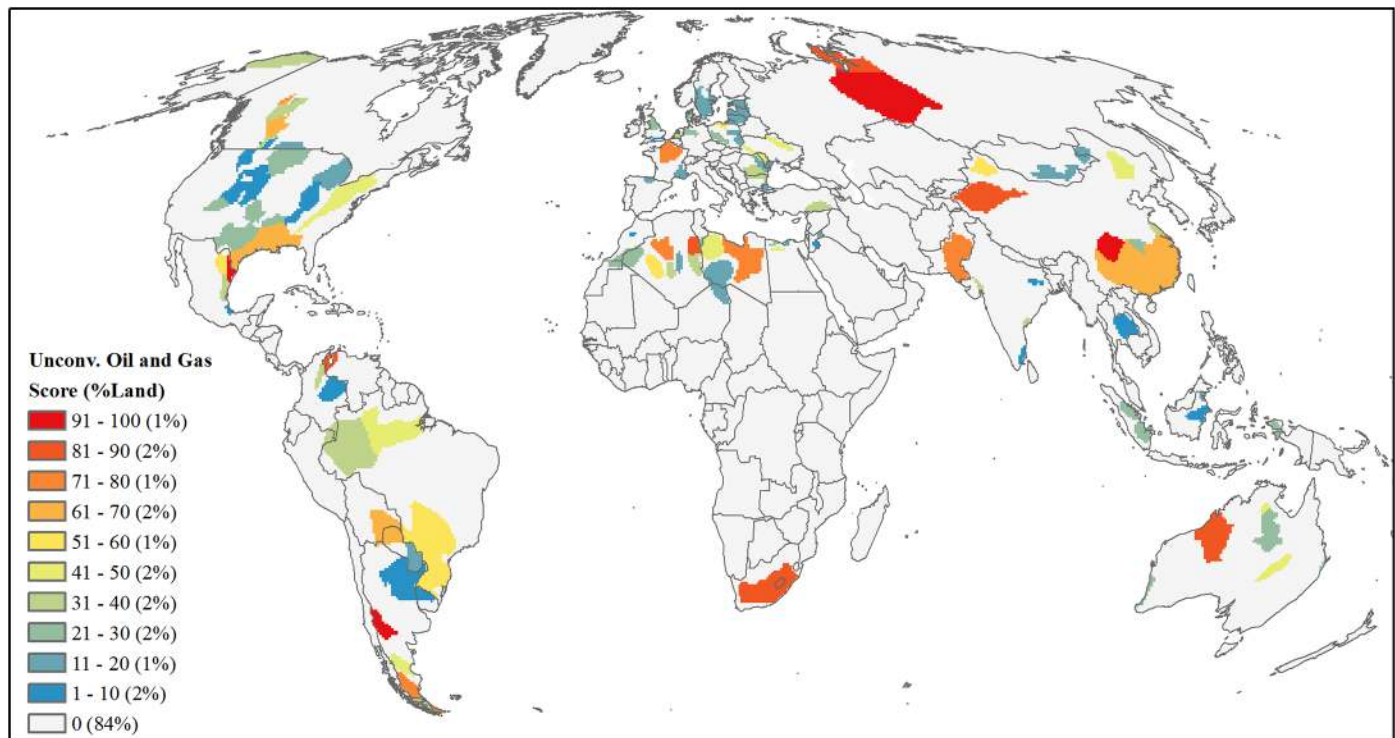 Unconv. Oil and Gas
Score (%Land)
91 - 100 (1%)
81 - 90 (2%)
71 - 80 (1%)
61 - 70 (2%)
51 - 60 (1%)
41 - 50 (2%)
31 - 40 (2%)
21 - 30 (2%)
11 - 20 (1%)
1 - 10 (2%)
0 (84%)